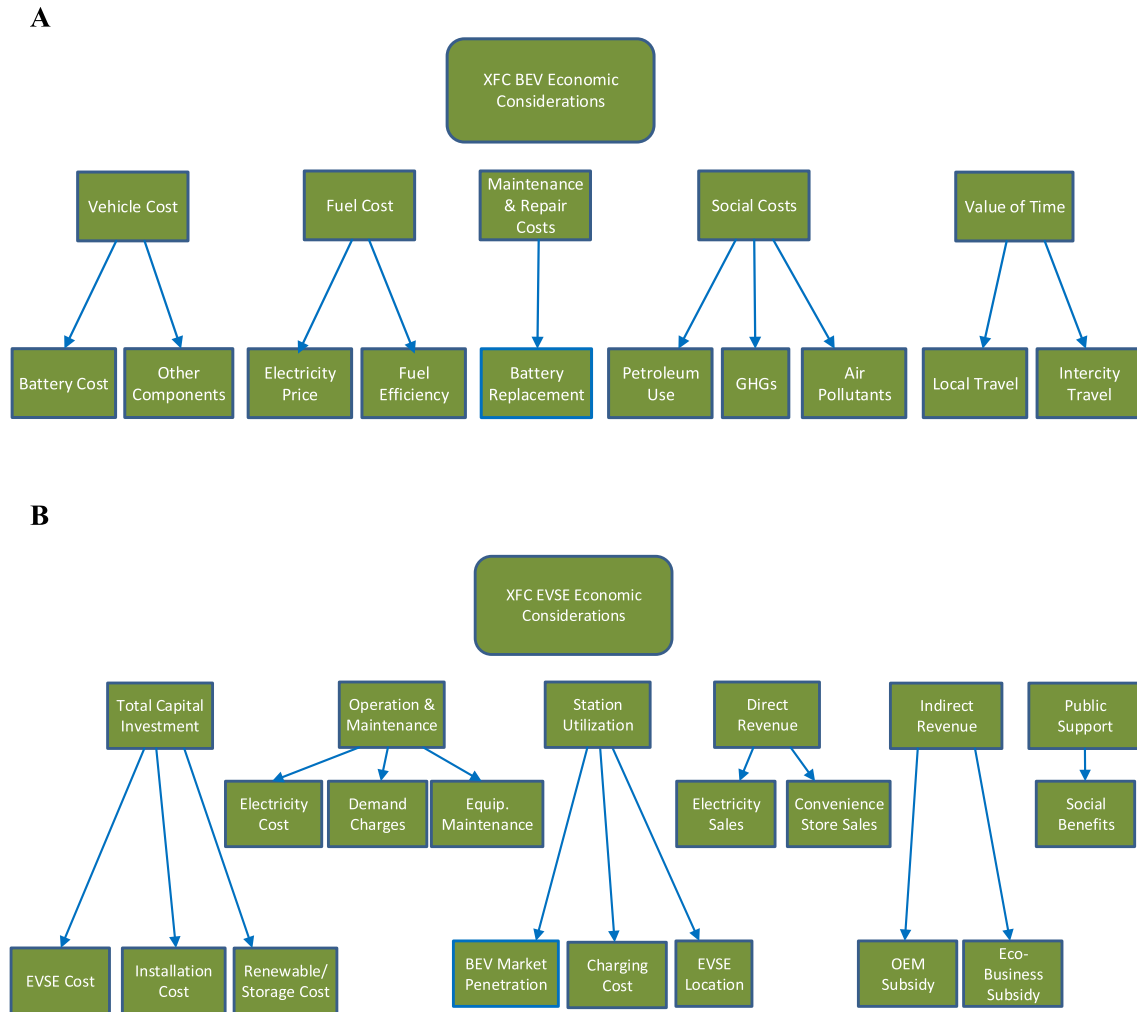 A
XFC BEV Economic
Considerations
Vehicle Cost
Fuel Cost
Maintenance
& Repair
Costs
Social Costs
Value of Time
Battery Cost
Other
Components
Electricity
Price
Fuel
Efficiency
Battery
Replacement
Petroleum
Use
GHGs
Air
Pollutants
Local Travel
Intercity
Travel
B
XFC EVSE Economic
Considerations
Total Capital
Investment
Operation &
Maintenance
Station
Utilization
Direct
Revenue
Indirect
Revenue
Public
Support
Electricity
Cost
Demand
Charges
Equip.
Maintenance
Electricity
Sales
Convenience
Store Sales
Social
Benefits
EVSE Cost
Installation
Cost
Renewable/
Storage Cost
BEV Market
Penetration
Charging
Cost
EVSE
Location
OEM
Subsidy
Eco-
Business
Subsidy